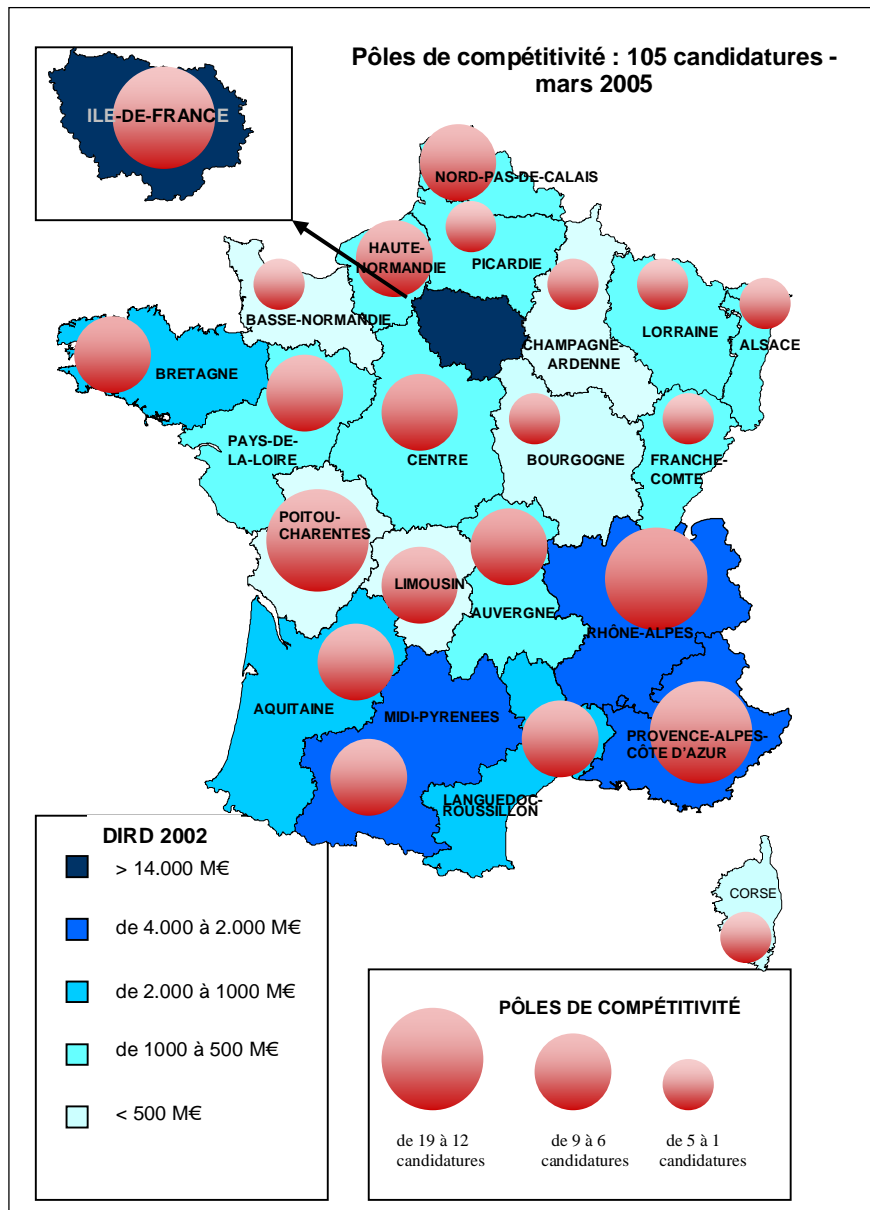 Pôles de compétitivité : 105 candidatures -
mars 2005
ILE-DE-FRANCE
NORD-PAS-DE-CALAIS
HAUTE-
NORMANDIE
PICARDIE
BASSE-NORMANDIE
CHAMPAGNE-
ARDENNE
LORRAINE
ALSACE
BRETAGNE
PAYS-DE-
LA-LOIRE
CENTRE
BOURGOGNE
FRANCHE-
COMTE
POITOU-
CHARENTES
LIMOUSIN
AUVERGNE
RHÔNE-ALPES
AQUITAINE
MIDI-PYRENEES
PROVENCE-ALPES-
CÔTE D'AZUR
LANGUEDOC-
ROUSSILLON
CORSE
DIRD 2002
> 14.000 M€
de 4.000 à 2.000 M€
de 2.000 à 1000 M€
de 1000 à 500 M€
< 500 M€
PÔLES DE COMPÉTITIVITÉ
de 19 à 12
candidatures
de 9 à 6
candidatures
de 5 à 1
candidatures